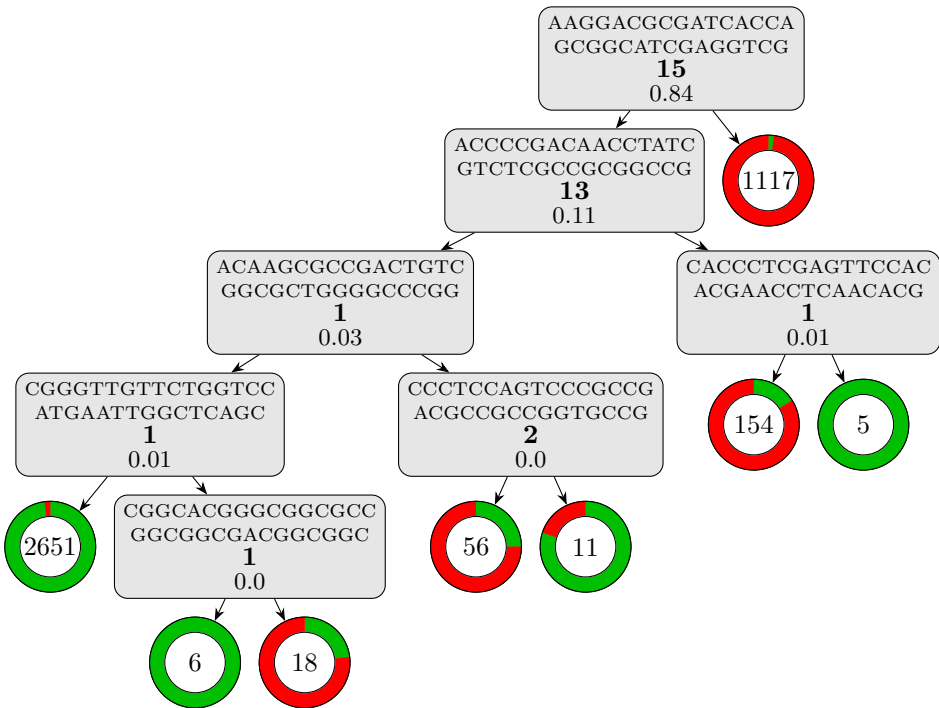 AAGGACGCGATCACCA
GCGGCATCGAGGTCG
15
0.84
ACCCCGACAACCTATC
GTCTCGCCGCGGCCG
13
0.11
1117
ACAAGCGCCGACTGTC
GGCGCTGGGGCCCGG
1
0.03
CACCCTCGAGTTCCAC
ACGAACCTCAACACG
1
0.01
CGGGTTGTTCTGGTCC
ATGAATTGGCTCAGC
1
0.01
CCCTCCAGTCCCGCCG
ACGCCGCCGGTGCCG
2
0.0
154
5
2651
CGGCACGGGCGGCGCC
GGCGGCGACGGCGGC
1
0.0
56
11
6
18